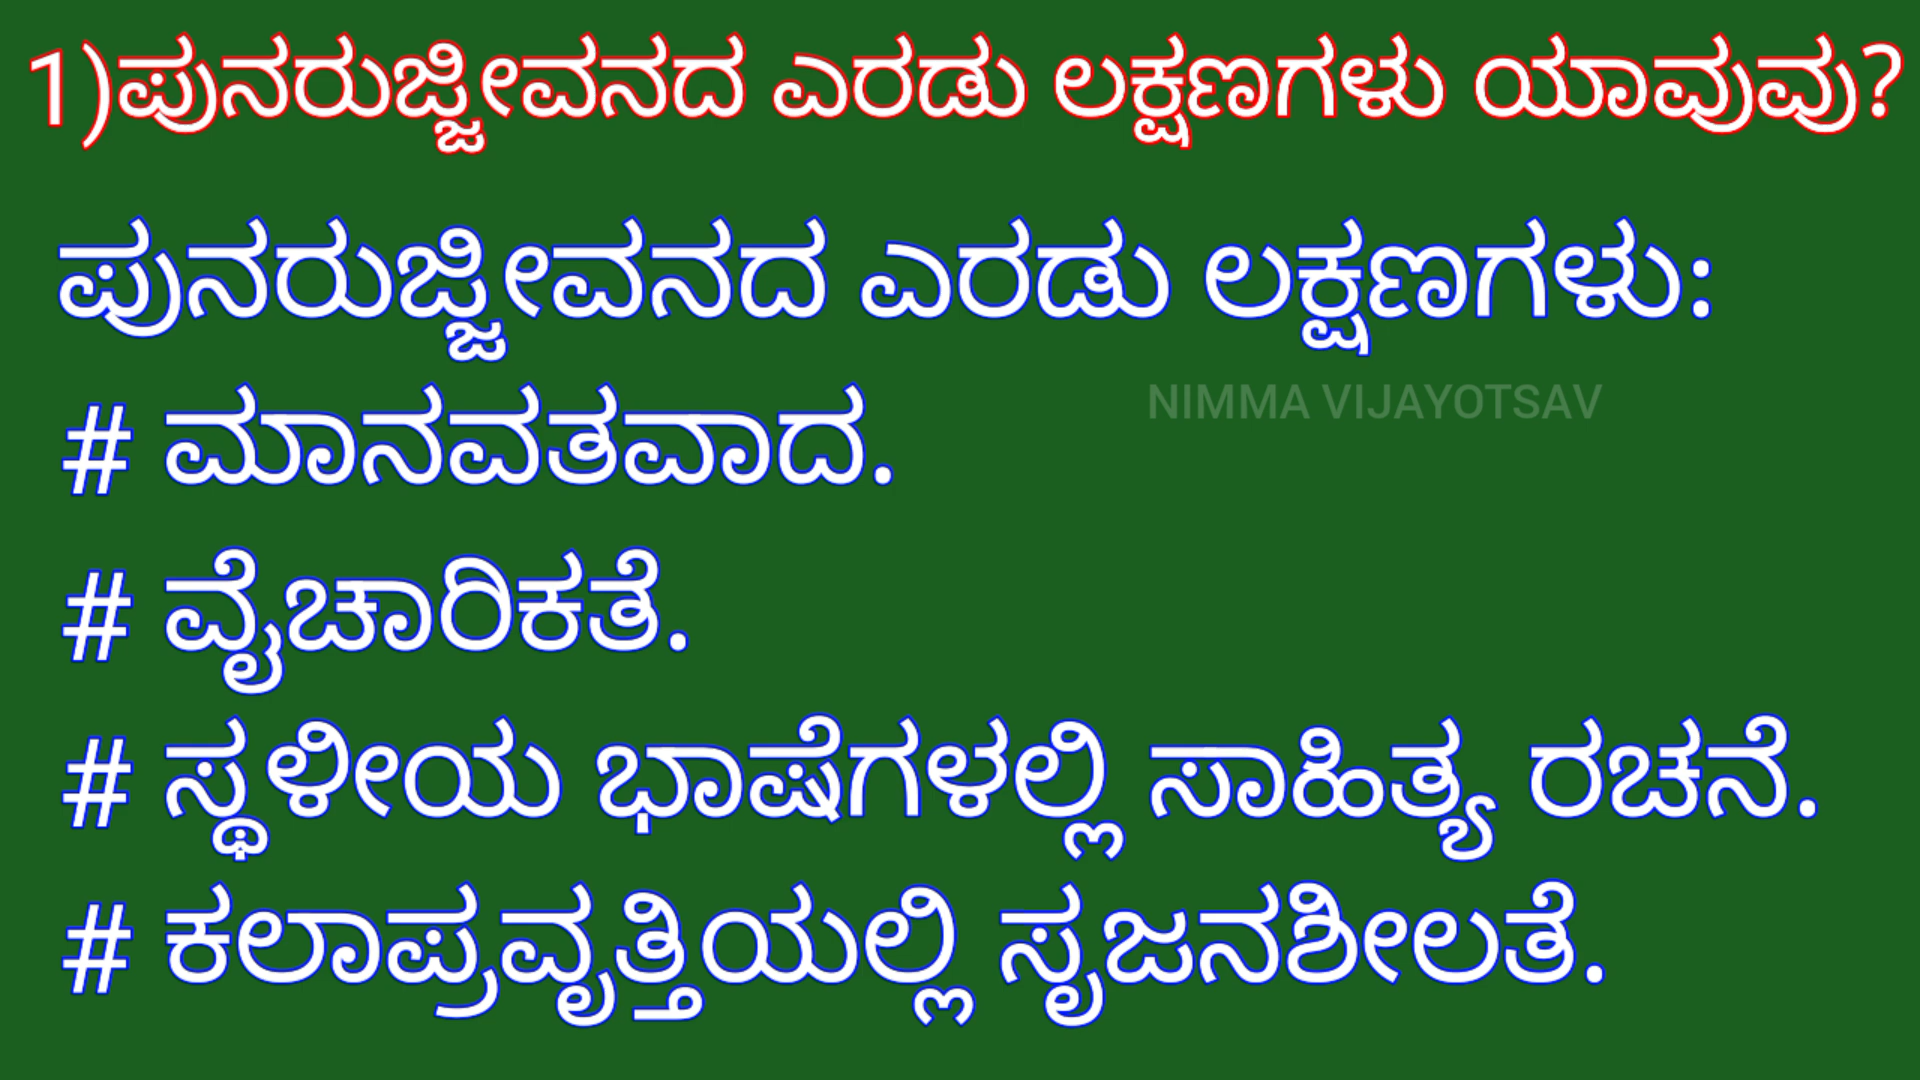 1)ಪುನರುಜ್ಜೀವನದ ಎರಡು ಲಕ್ಷಣಗಳು ಯಾವುವು?
ಪುನರುಜ್ಜೀವನದ ಎರಡು ಲಕ್ಷಣಗಳು:
# ಮಾನವತವಾದ.
NIMMA VIJAYOTSAV
# ವೈಚಾರಿಕತೆ.
# ಸ್ಥಳೀಯ ಭಾಷೆಗಳಲ್ಲಿ ಸಾಹಿತ್ಯ ರಚನೆ.
# ಕಲಾಪ್ರವೃತ್ತಿಯಲ್ಲಿ ಸೃಜನಶೀಲತೆ.